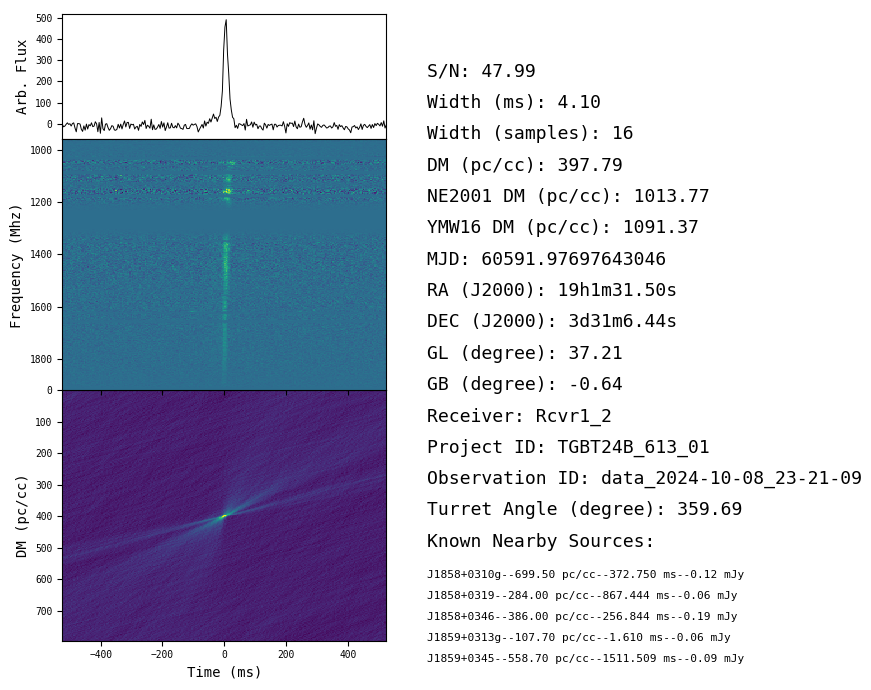 500
400
300
200
100
0
Arb. Flux
1000
1200
1400
1600
1800
Frequency (Mhz)
0
100
200
300
400
500
600
700
DM (pc/cc)
−400
−200
0
200
400
Time (ms)
S/N: 47.99
Width (ms): 4.10
Width (samples): 16
DM (pc/cc): 397.79
NE2001 DM (pc/cc): 1013.77
YMW16 DM (pc/cc): 1091.37
MJD: 60591.97697643046
RA (J2000): 19h1m31.50s
DEC (J2000): 3d31m6.44s
GL (degree): 37.21
GB (degree): -0.64
Receiver: Rcvr1_2
Project ID: TGBT24B_613_01
Observation ID: data_2024-10-08_23-21-09
Turret Angle (degree): 359.69
Known Nearby Sources:
J1858+0310g--699.50 pc/cc--372.750 ms--0.12 mJy
J1858+0319--284.00 pc/cc--867.444 ms--0.06 mJy
J1858+0346--386.00 pc/cc--256.844 ms--0.19 mJy
J1859+0313g--107.70 pc/cc--1.610 ms--0.06 mJy
J1859+0345--558.70 pc/cc--1511.509 ms--0.09 mJy